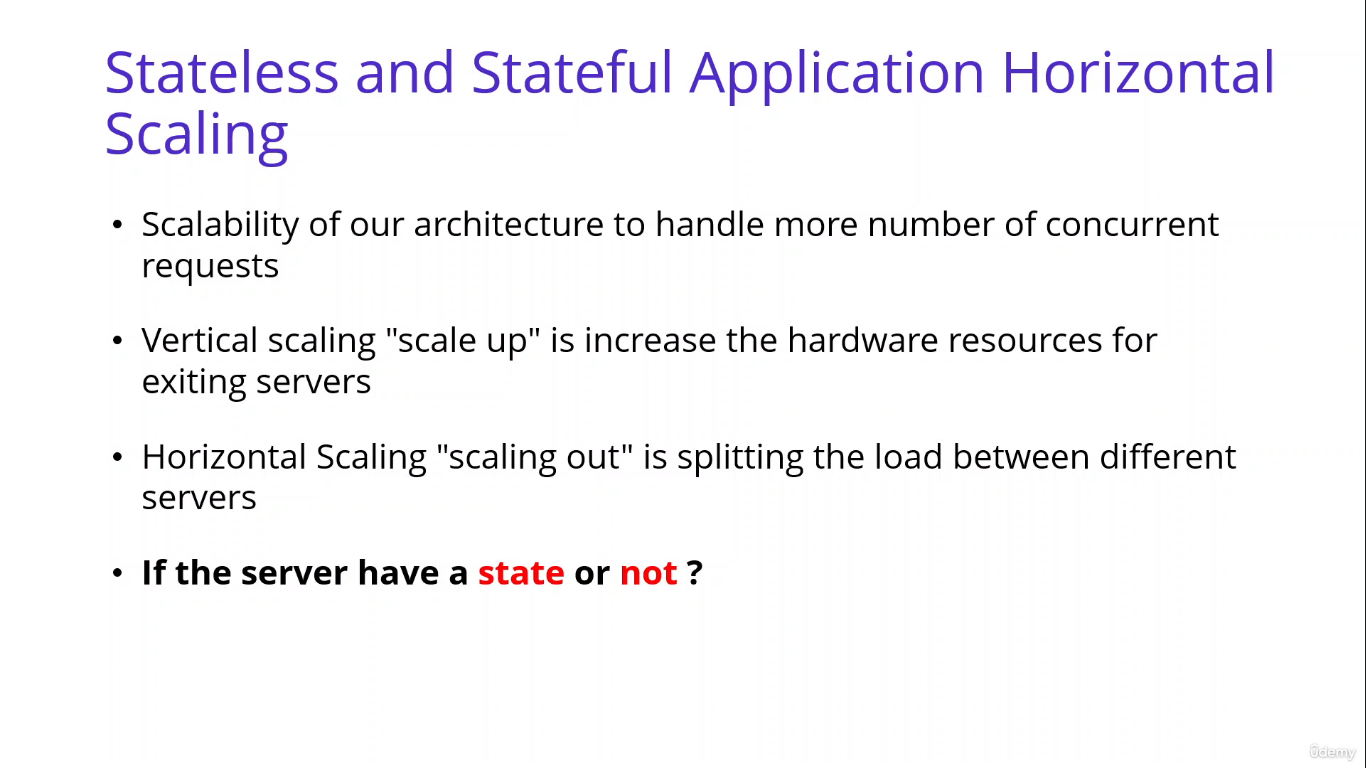 Stateless and Stateful Application Horizontal
Scaling
• Scalability of our architecture to handle more number of concurrent
requests
• Vertical scaling "scale up" is increase the hardware resources for
exiting servers
• Horizontal Scaling "scaling out" is splitting the load between different
servers
• If the server have a state or not ?
ûdemy